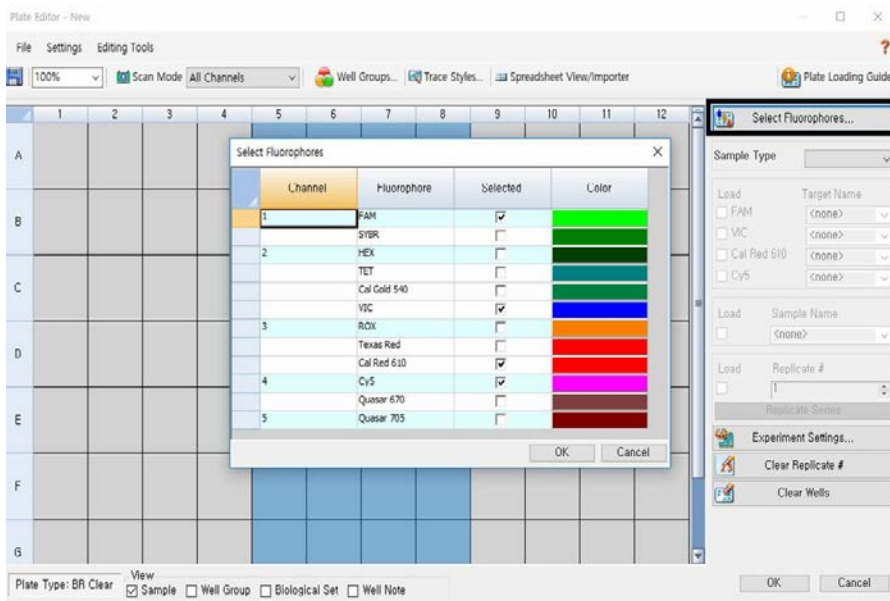 Plate Editor - New
File Settings Editing Tools ?
100% Scan Mode All Channels Well Groups... Trace Styles... Spreadsheet View/Importer Plate Loading Guide
1 2 3 4 5 6 7 8 9 10 11 12
A
B
C
D
E
F
G
Select Fluorophores
Channel Fluorophore Selected Color
1 FAM
SYBR
2 HEX
TET
Cal Gold 540
VIC
3 ROX
Texas Red
Cal Red 610
4 Cy5
Quasar 670
5 Quasar 705
OK Cancel
Select Fluorophores...
Sample Type
Load Target Name
FAM <none>
VIC <none>
Cal Red 610 <none>
Cy5 <none>
Load Sample Name
<none>
Load Replicate #
1
Replicate Series
Experiment Settings...
Clear Replicate #
Clear Wells
Plate Type: BR Clear View
Sample Well Group Biological Set Well Note
OK Cancel